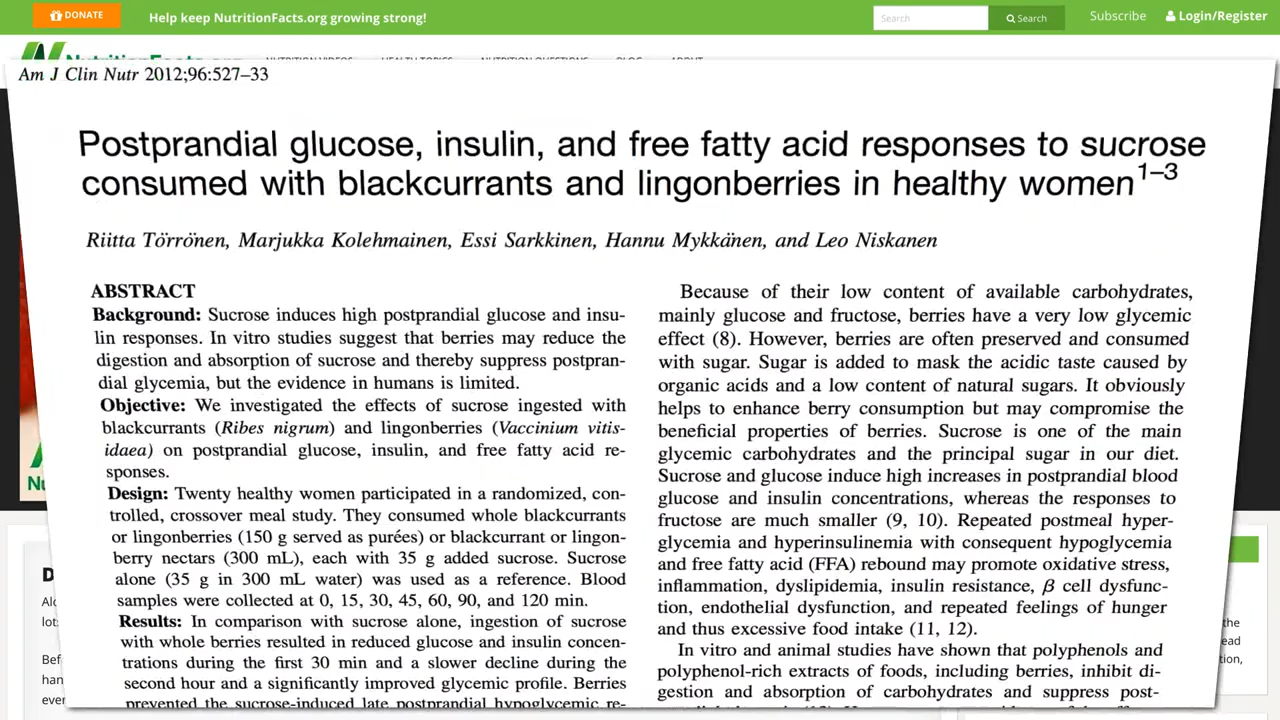 DONATE
Help keep NutritionFacts.org growing strong!
Search
Search
Subscribe
Login/Register
Am J Clin Nutr 2012;96:527–33
Postprandial glucose, insulin, and free fatty acid responses to sucrose
consumed with blackcurrants and lingonberries in healthy women1–3
Riitta Törrönen, Marjukka Kolehmainen, Essi Sarkkinen, Hannu Mykkänen, and Leo Niskanen
ABSTRACT
Background: Sucrose induces high postprandial glucose and insu-
lin responses. In vitro studies suggest that berries may reduce the
digestion and absorption of sucrose and thereby suppress postpran-
dial glycemia, but the evidence in humans is limited.
Objective: We investigated the effects of sucrose ingested with
blackcurrants (Ribes nigrum) and lingonberries (Vaccinium vitis-
idaea) on postprandial glucose, insulin, and free fatty acid re-
sponses.
Design: Twenty healthy women participated in a randomized, con-
trolled, crossover meal study. They consumed whole blackcurrants
or lingonberries (150 g served as purées) or blackcurrant or lingon-
berry nectars (300 mL), each with 35 g added sucrose. Sucrose
alone (35 g in 300 mL water) was used as a reference. Blood
samples were collected at 0, 15, 30, 45, 60, 90, and 120 min.
Results: In comparison with sucrose alone, ingestion of sucrose
with whole berries resulted in reduced glucose and insulin concen-
trations during the first 30 min and a slower decline during the
second hour and a significantly improved glycemic profile. Berries
prevented the sucrose-induced late postprandial hypoglycemic re-
Because of their low content of available carbohydrates,
mainly glucose and fructose, berries have a very low glycemic
effect (8). However, berries are often preserved and consumed
with sugar. Sugar is added to mask the acidic taste caused by
organic acids and a low content of natural sugars. It obviously
helps to enhance berry consumption but may compromise the
beneficial properties of berries. Sucrose is one of the main
glycemic carbohydrates and the principal sugar in our diet.
Sucrose and glucose induce high increases in postprandial blood
glucose and insulin concentrations, whereas the responses to
fructose are much smaller (9, 10). Repeated postmeal hyper-
glycemia and hyperinsulinemia with consequent hypoglycemia
and free fatty acid (FFA) rebound may promote oxidative stress,
inflammation, dyslipidemia, insulin resistance, β cell dysfunc-
tion, endothelial dysfunction, and repeated feelings of hunger
and thus excessive food intake (11, 12).
In vitro and animal studies have shown that polyphenols and
polyphenol-rich extracts of foods, including berries, inhibit di-
gestion and absorption of carbohydrates and suppress post-